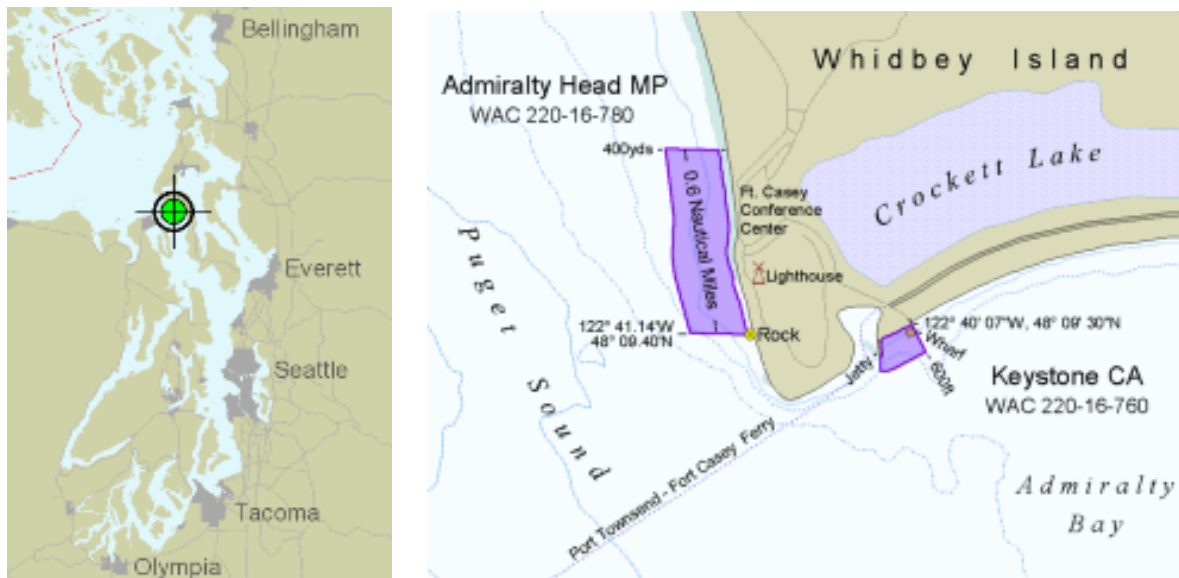 Bellingham
Everett
Seattle
Tacoma
Olympia
Whidbey Island
Admiralty Head MP
WAC 220-16-780
400yds
0.6 Nautical Miles
Ft. Casey
Conference
Center
Crockett Lake
Lighthouse
Puget Sound
122° 41.14'W
48° 09.40'N
Rock
122° 40' 07"W, 48° 09' 30"N
Wharf
600ft
Jetty
Keystone CA
WAC 220-16-760
Port Townsend - Fort Casey Ferry
Admiralty
Bay